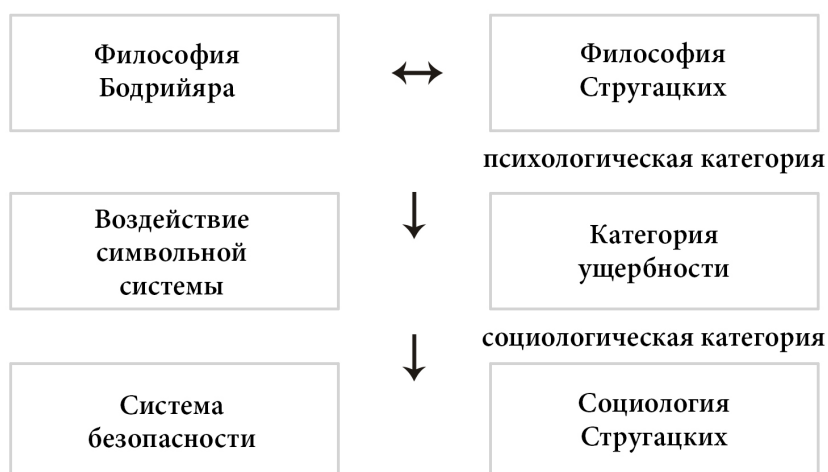 Философия
Бодрийяра
Философия
Стругацких
психологическая категория
Воздействие
символьной
системы
Категория
ущербности
социологическая категория
Система
безопасности
Социология
Стругацких